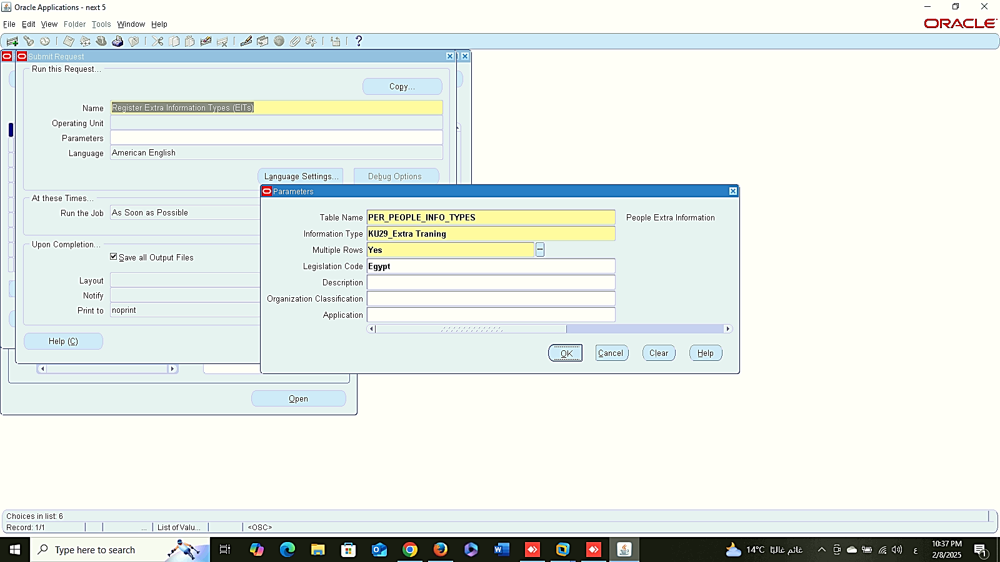 Oracle Applications - next 5
File Edit View Folder Tools Window Help
ORACLE
Submit Request
Run this Request...
Copy...
Name Register Extra Information Types (EITs)
Operating Unit
Parameters
Language American English
Language Settings... Debug Options
At these Times...
Run the Job As Soon as Possible
Upon Completion...
Save all Output Files
Layout
Notify
Print to noprint
Help (C)
Open
Parameters
Table Name PER_PEOPLE_INFO_TYPES People Extra Information
Information Type KU29_Extra Traning
Multiple Rows Yes ...
Legislation Code Egypt
Description
Organization Classification
Application
OK Cancel Clear Help
Choices in list: 6
Record: 1/1 ... List of Valu... <OSC>
Type here to search
14°C غائم غالبًا
ع
10:37 PM
2/8/2025
1